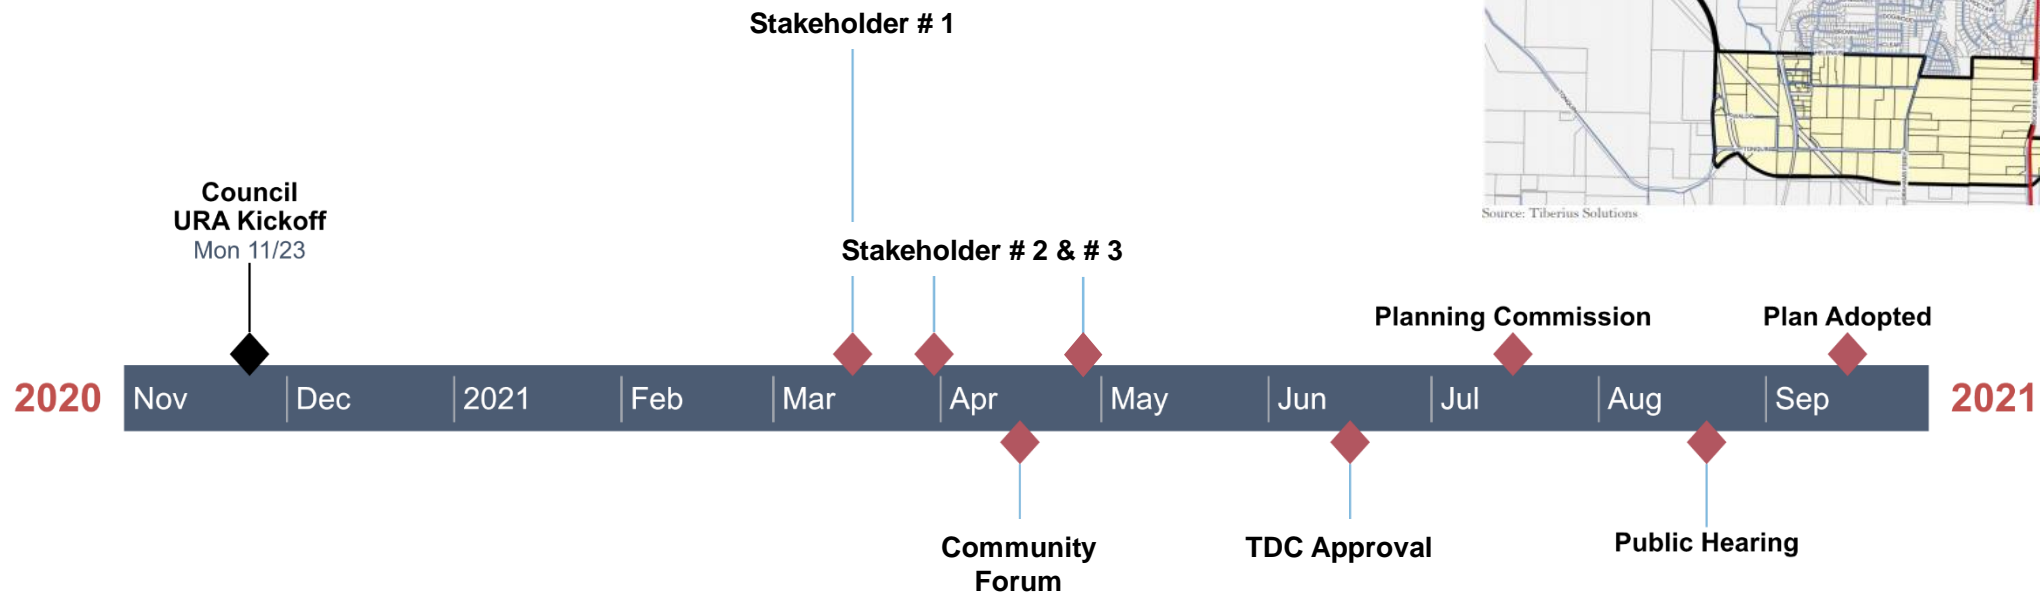 Stakeholder # 1
Source: Tiberius Solutions
Council
URA Kickoff
Mon 11/23
Stakeholder # 2 & # 3
Planning Commission
Plan Adopted
2020
Nov
Dec
2021
Feb
Mar
Apr
May
Jun
Jul
Aug
Sep
2021
Community
Forum
TDC Approval
Public Hearing